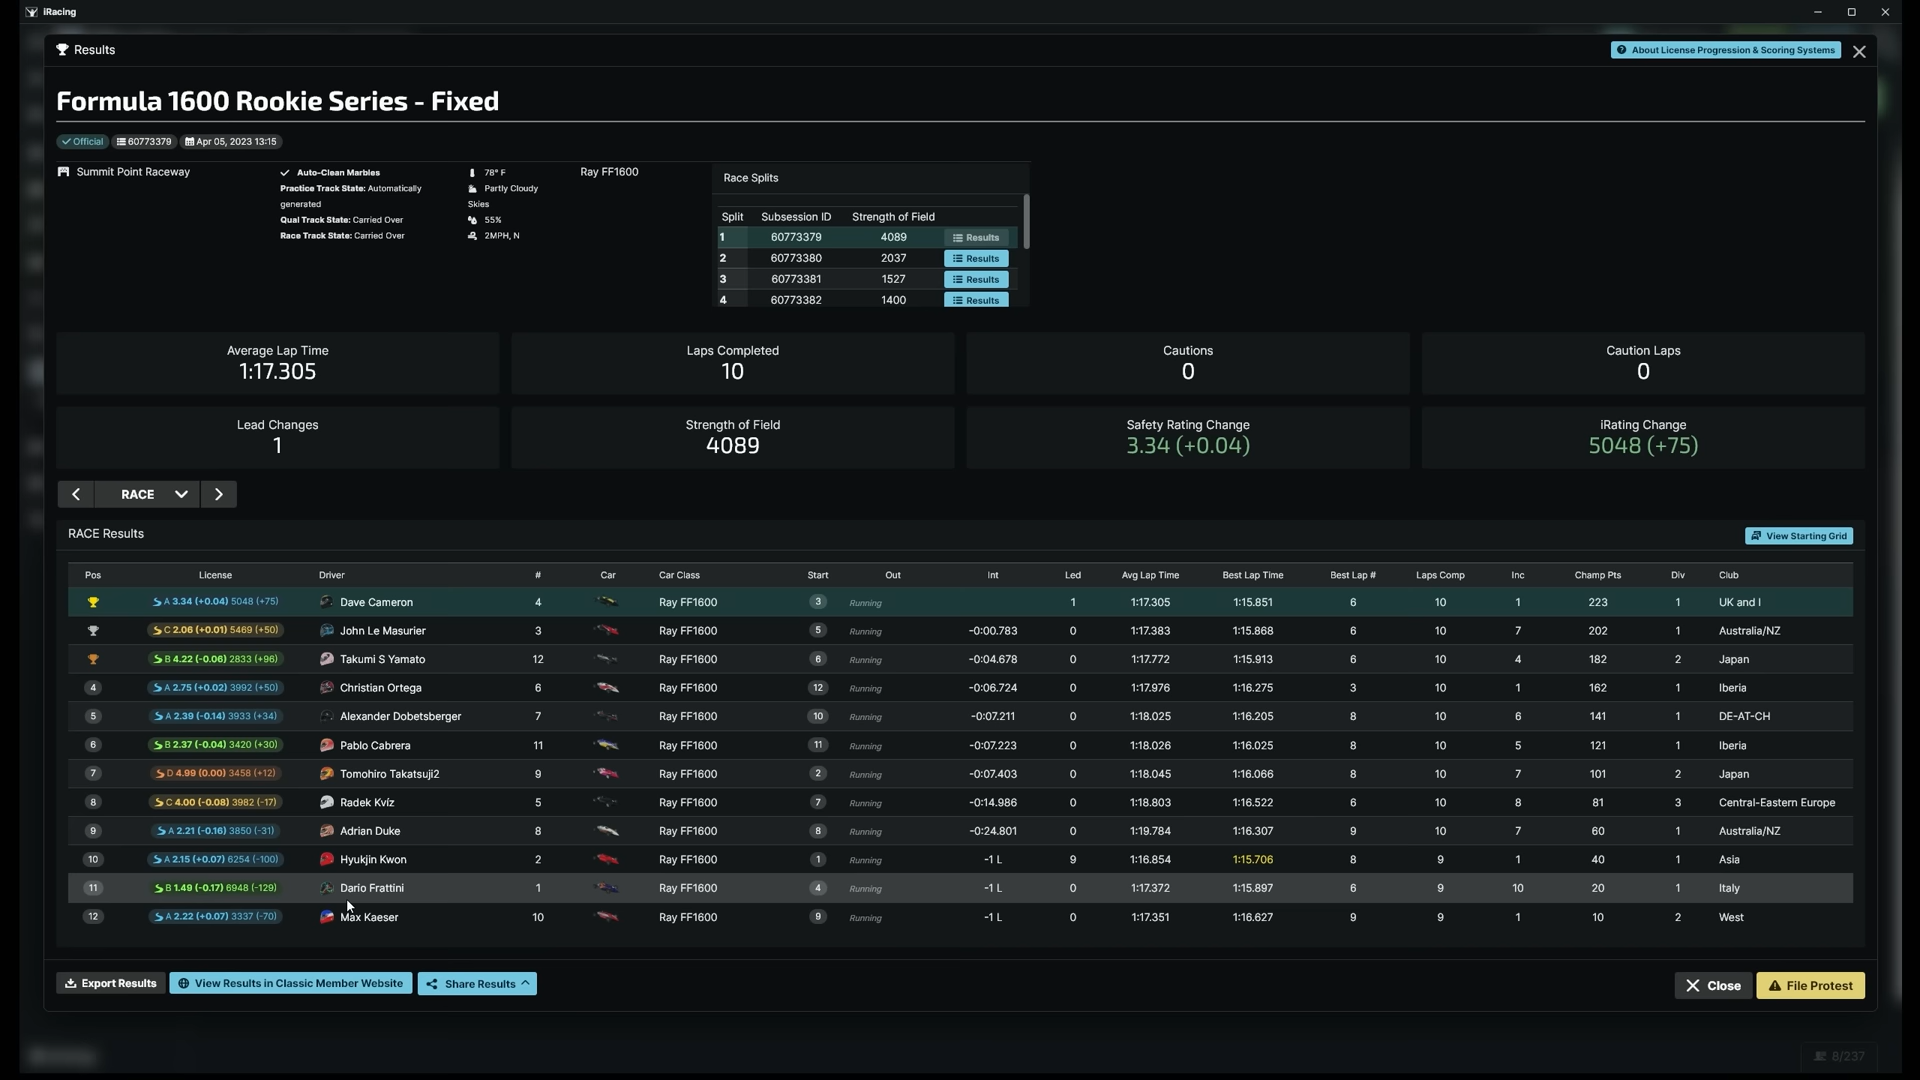 iRacing
Results
About License Progression & Scoring Systems
Formula 1600 Rookie Series - Fixed
Official 60773379 Apr 05, 2023 13:15
Summit Point Raceway
Auto-Clean Marbles
Practice Track State: Automatically
generated
Qual Track State: Carried Over
Race Track State: Carried Over
78° F
Partly Cloudy
Skies
55%
2MPH, N
Ray FF1600
Race Splits
Split Subsession ID Strength of Field
1 60773379 4089 Results
2 60773380 2037 Results
3 60773381 1527 Results
4 60773382 1400 Results
Average Lap Time
1:17.305
Laps Completed
10
Cautions
0
Caution Laps
0
Lead Changes
1
Strength of Field
4089
Safety Rating Change
3.34 (+0.04)
iRating Change
5048 (+75)
RACE
RACE Results
View Starting Grid
Pos License Driver # Car Car Class Start Out Int Led Avg Lap Time Best Lap Time Best Lap # Laps Comp Inc Champ Pts Div Club
A 3.34 (+0.04) 5048 (+75) Dave Cameron 4 Ray FF1600 3 Running 1 1:17.305 1:15.851 6 10 1 223 1 UK and I
C 2.06 (+0.01) 5469 (+50) John Le Masurier 3 Ray FF1600 5 Running -0:00.783 0 1:17.383 1:15.868 6 10 7 202 1 Australia/NZ
B 4.22 (-0.06) 2833 (+96) Takumi S Yamato 12 Ray FF1600 6 Running -0:04.678 0 1:17.772 1:15.913 6 10 4 182 2 Japan
4 A 2.75 (+0.02) 3992 (+50) Christian Ortega 6 Ray FF1600 12 Running -0:06.724 0 1:17.976 1:16.275 3 10 1 162 1 Iberia
5 A 2.39 (-0.14) 3933 (+34) Alexander Dobetsberger 7 Ray FF1600 10 Running -0:07.211 0 1:18.025 1:16.205 8 10 6 141 1 DE-AT-CH
6 B 2.37 (-0.04) 3420 (+30) Pablo Cabrera 11 Ray FF1600 11 Running -0:07.223 0 1:18.026 1:16.025 8 10 5 121 1 Iberia
7 D 4.99 (0.00) 3458 (+12) Tomohiro Takatsuji2 9 Ray FF1600 2 Running -0:07.403 0 1:18.045 1:16.066 8 10 7 101 2 Japan
8 C 4.00 (-0.08) 3982 (-17) Radek Kvíz 5 Ray FF1600 7 Running -0:14.986 0 1:18.803 1:16.522 6 10 8 81 3 Central-Eastern Europe
9 A 2.21 (-0.16) 3850 (-31) Adrian Duke 8 Ray FF1600 8 Running -0:24.801 0 1:19.784 1:16.307 9 10 7 60 1 Australia/NZ
10 A 2.15 (+0.07) 6254 (-100) Hyukjin Kwon 2 Ray FF1600 1 Running -1 L 9 1:16.854 1:15.706 8 9 1 40 1 Asia
11 B 1.49 (-0.17) 6948 (-129) Dario Frattini 1 Ray FF1600 4 Running -1 L 0 1:17.372 1:15.897 6 9 10 20 1 Italy
12 A 2.22 (+0.07) 3337 (-70) Max Kaeser 10 Ray FF1600 9 Running -1 L 0 1:17.351 1:16.627 9 9 1 10 2 West
Export Results View Results in Classic Member Website Share Results
Close File Protest
8/237